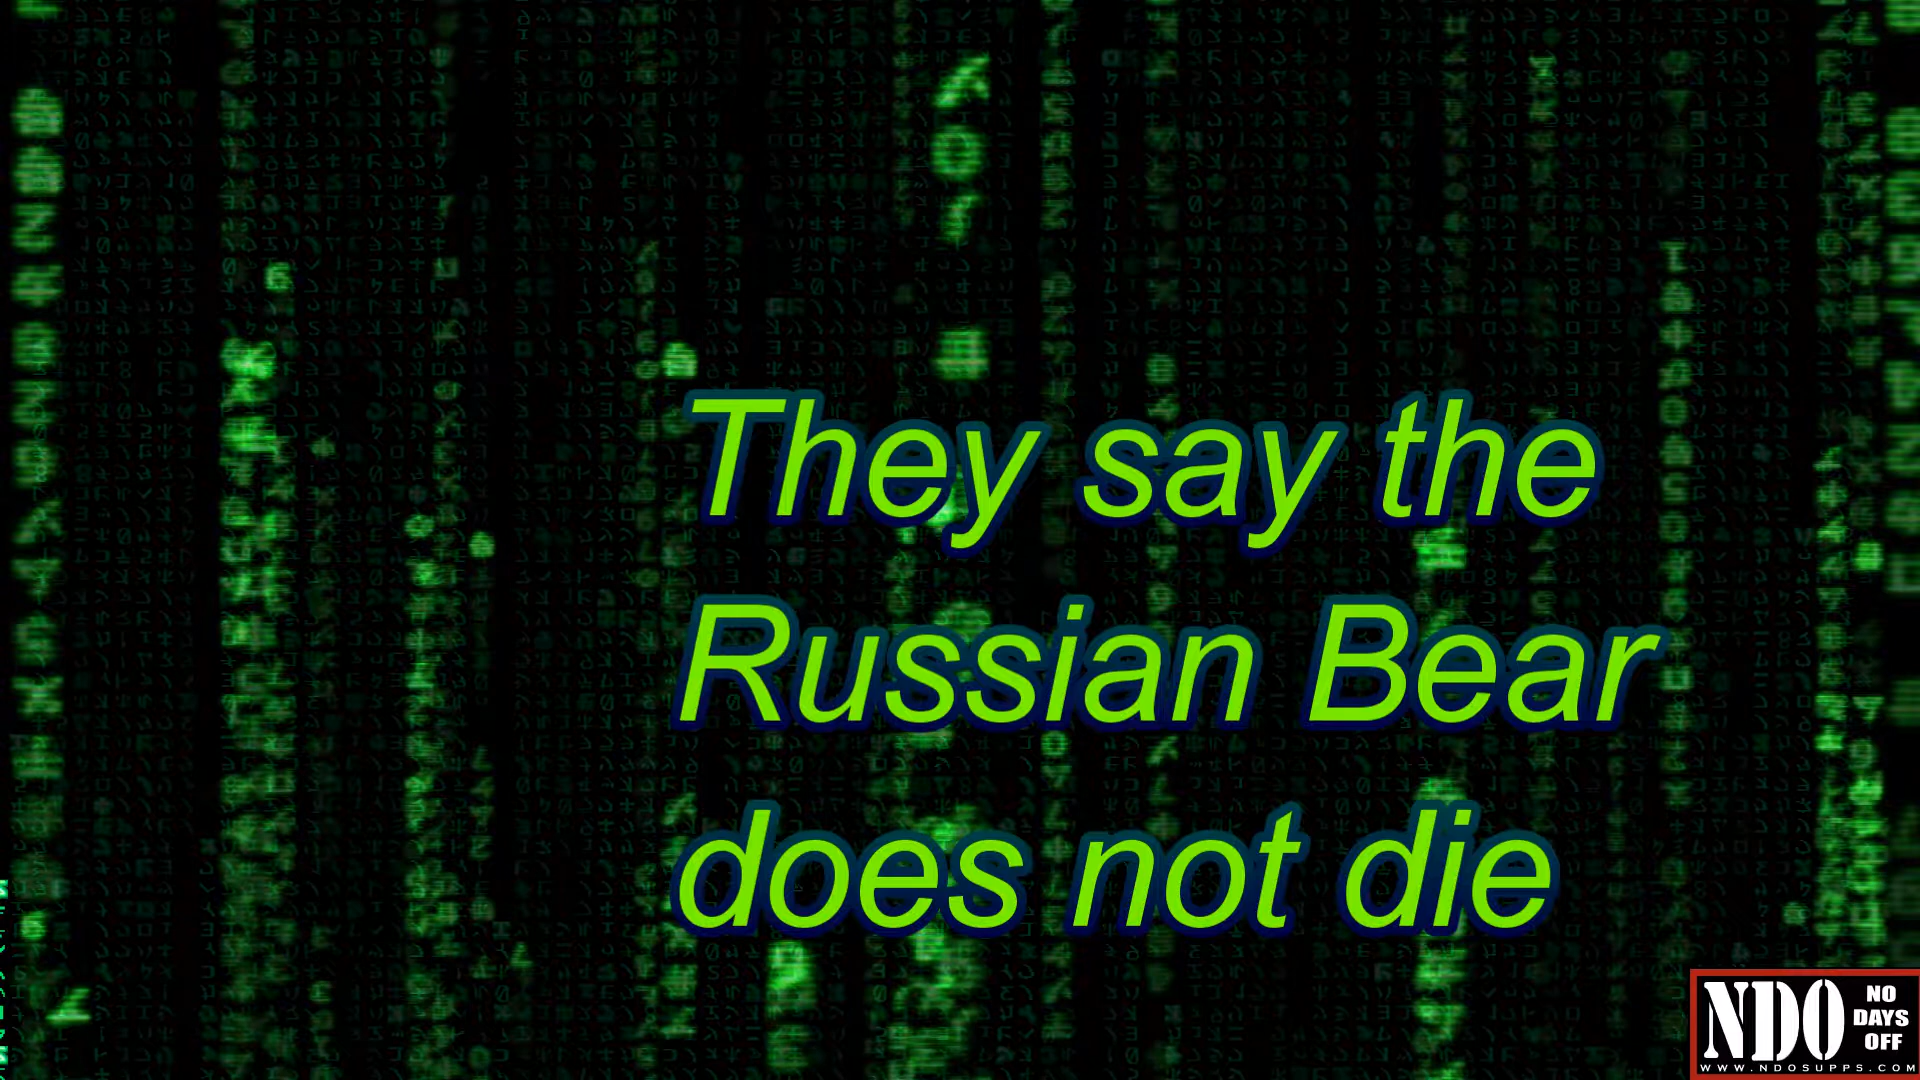 They say the
Russian Bear
does not die
NDO
NO
DAYS
OFF
WWW.NDOSUPPS.COM